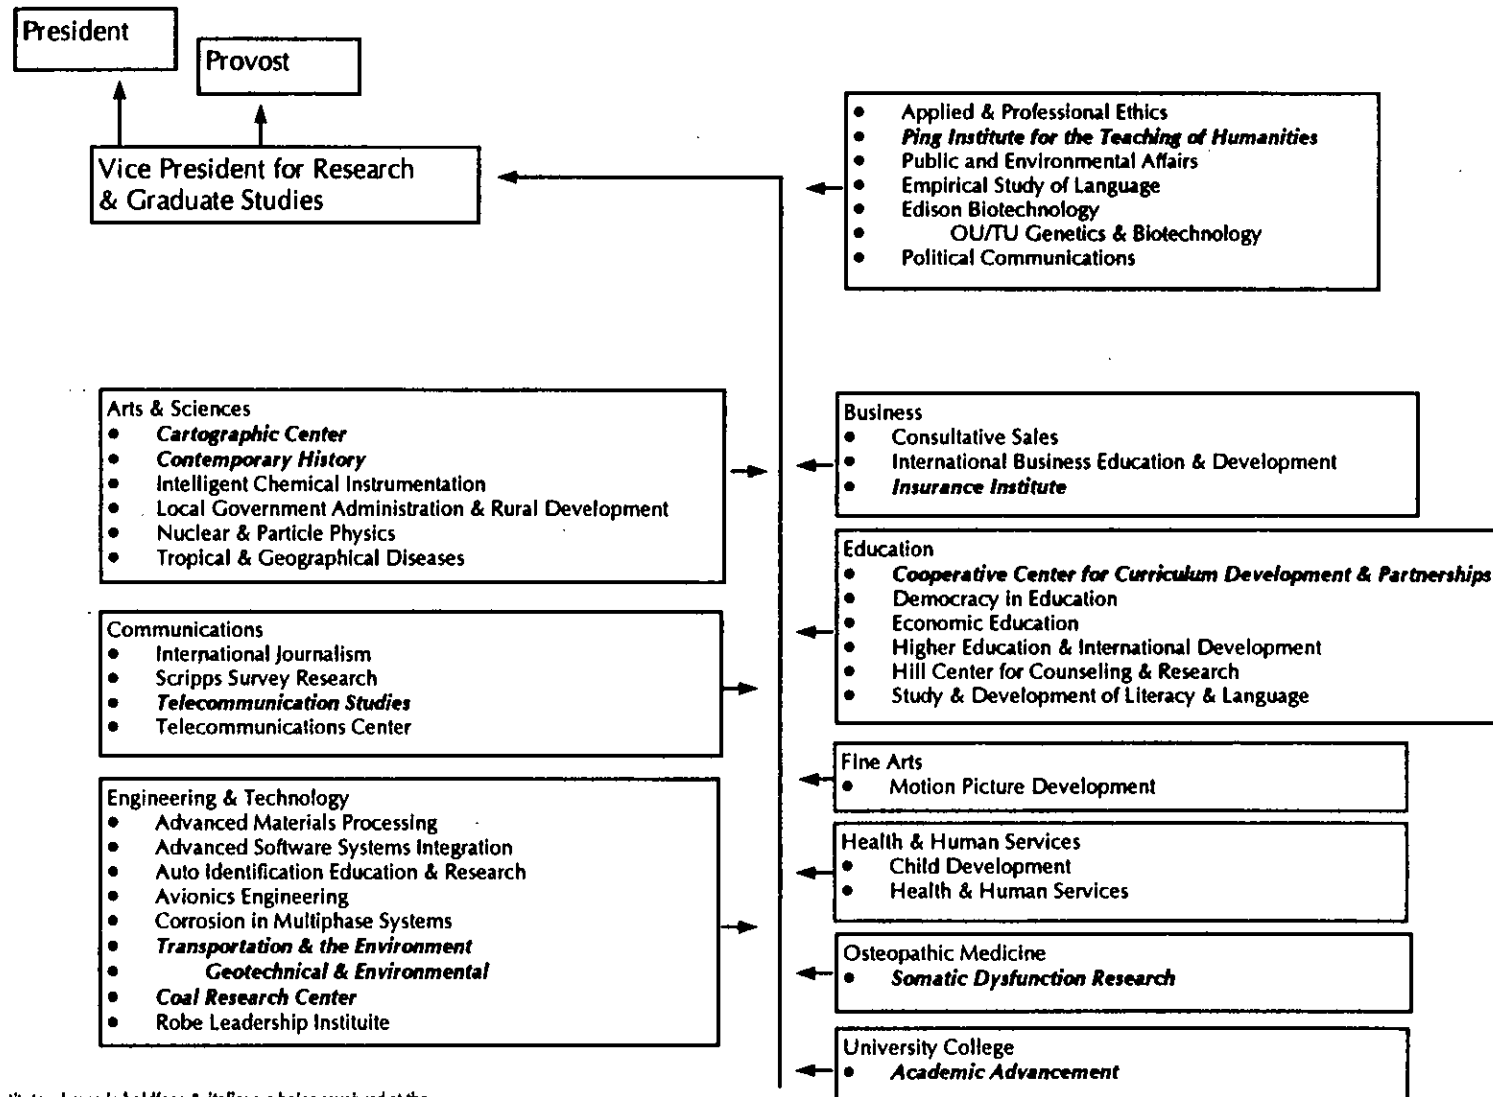 President
Provost
Vice President for Research
& Graduate Studies
• Applied & Professional Ethics
• Ping Institute for the Teaching of Humanities
• Public and Environmental Affairs
• Empirical Study of Language
• Edison Biotechnology
• OU/TU Genetics & Biotechnology
• Political Communications
Arts & Sciences
• Cartographic Center
• Contemporary History
• Intelligent Chemical Instrumentation
• Local Government Administration & Rural Development
• Nuclear & Particle Physics
• Tropical & Geographical Diseases
Communications
• International Journalism
• Scripps Survey Research
• Telecommunication Studies
• Telecommunications Center
Engineering & Technology
• Advanced Materials Processing
• Advanced Software Systems Integration
• Auto Identification Education & Research
• Avionics Engineering
• Corrosion in Multiphase Systems
• Transportation & the Environment
• Geotechnical & Environmental
• Coal Research Center
• Robe Leadership Instituite
Business
• Consultative Sales
• International Business Education & Development
• Insurance Institute
Education
• Cooperative Center for Curriculum Development & Partnerships
• Democracy in Education
• Economic Education
• Higher Education & International Development
• Hill Center for Counseling & Research
• Study & Development of Literacy & Language
Fine Arts
• Motion Picture Development
Health & Human Services
• Child Development
• Health & Human Services
Osteopathic Medicine
• Somatic Dysfunction Research
University College
• Academic Advancement